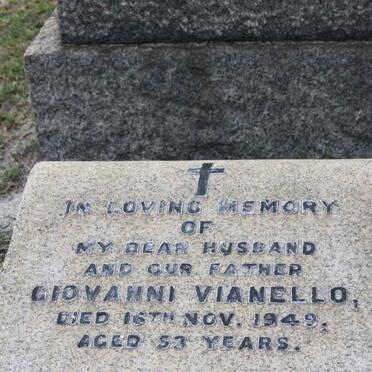 IN LOVING MEMORY
OF
MY DEAR HUSBAND
AND OUR FATHER
GIOVANNI VIANELLO,
DIED 16TH NOV. 1949,
AGED 53 YEARS.